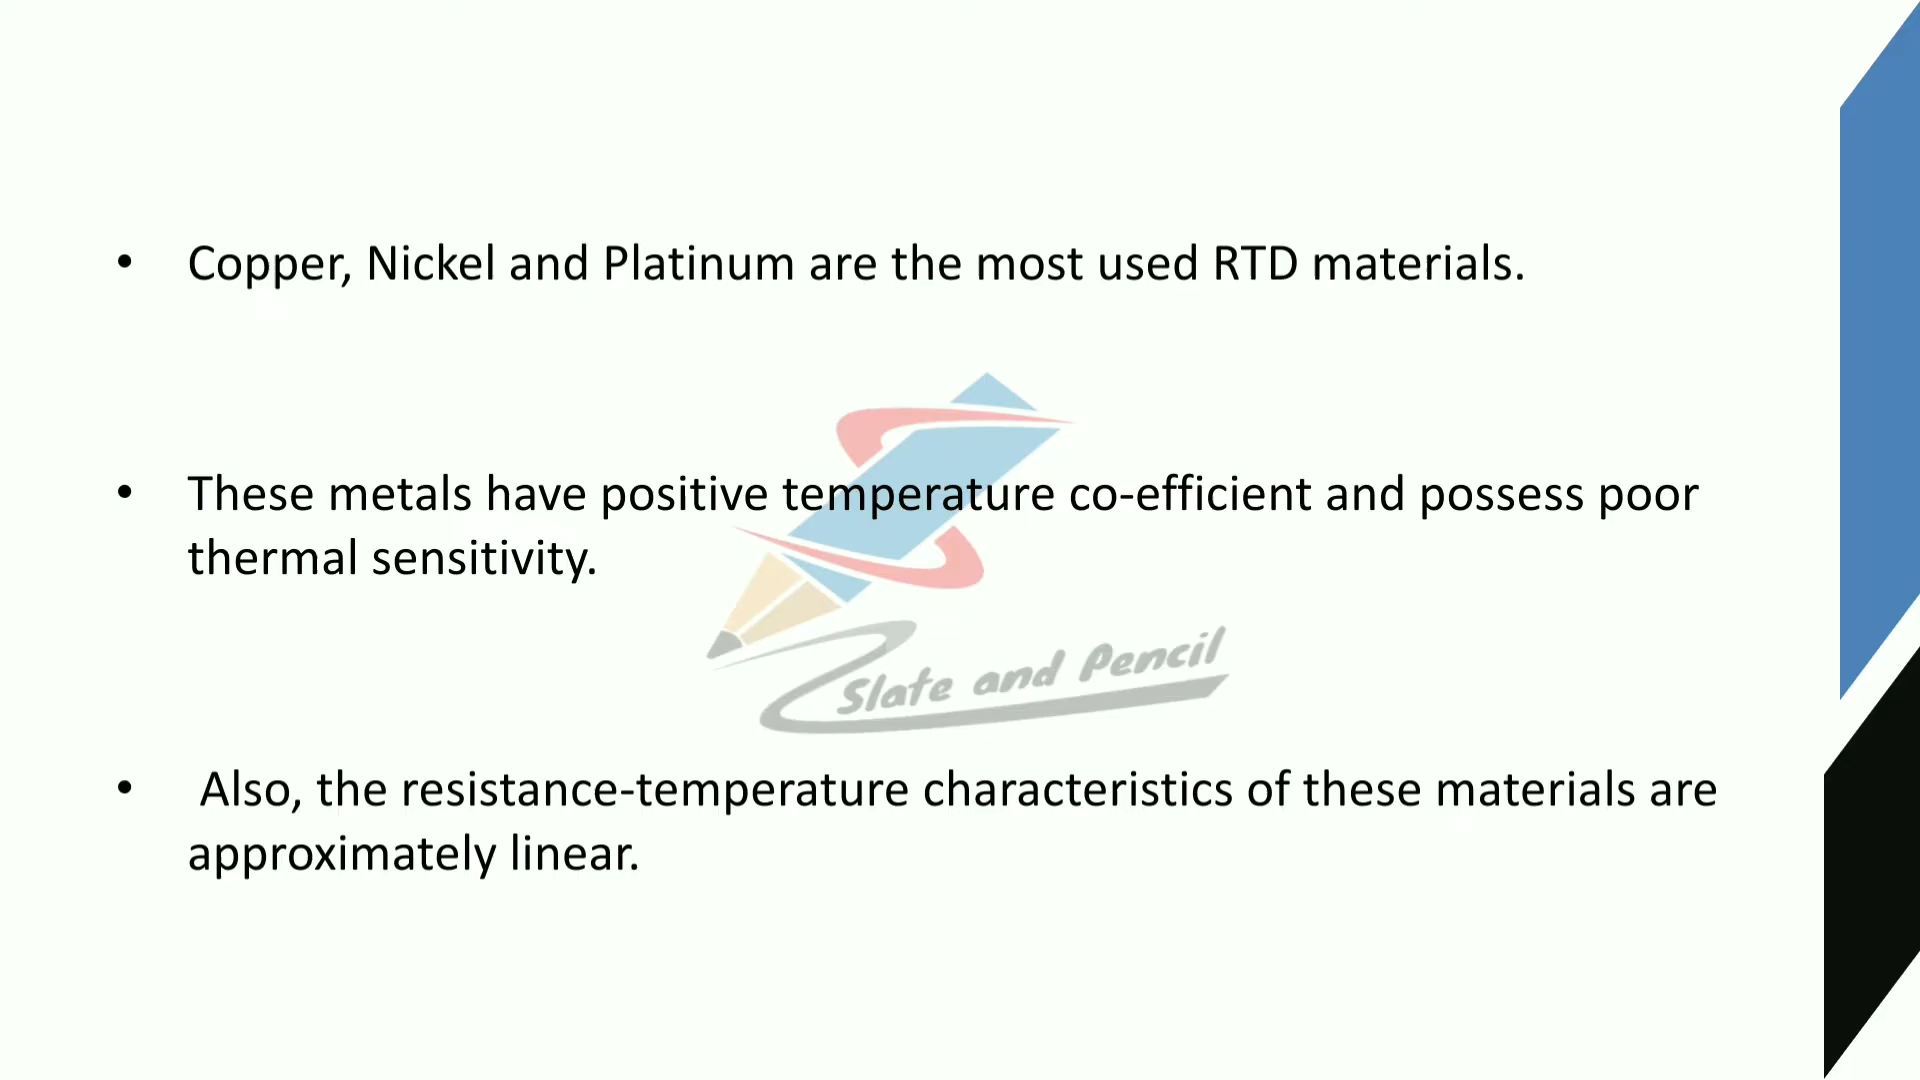 • Copper, Nickel and Platinum are the most used RTD materials.
• These metals have positive temperature co-efficient and possess poor
thermal sensitivity.
Slate and Pencil
• Also, the resistance-temperature characteristics of these materials are
approximately linear.